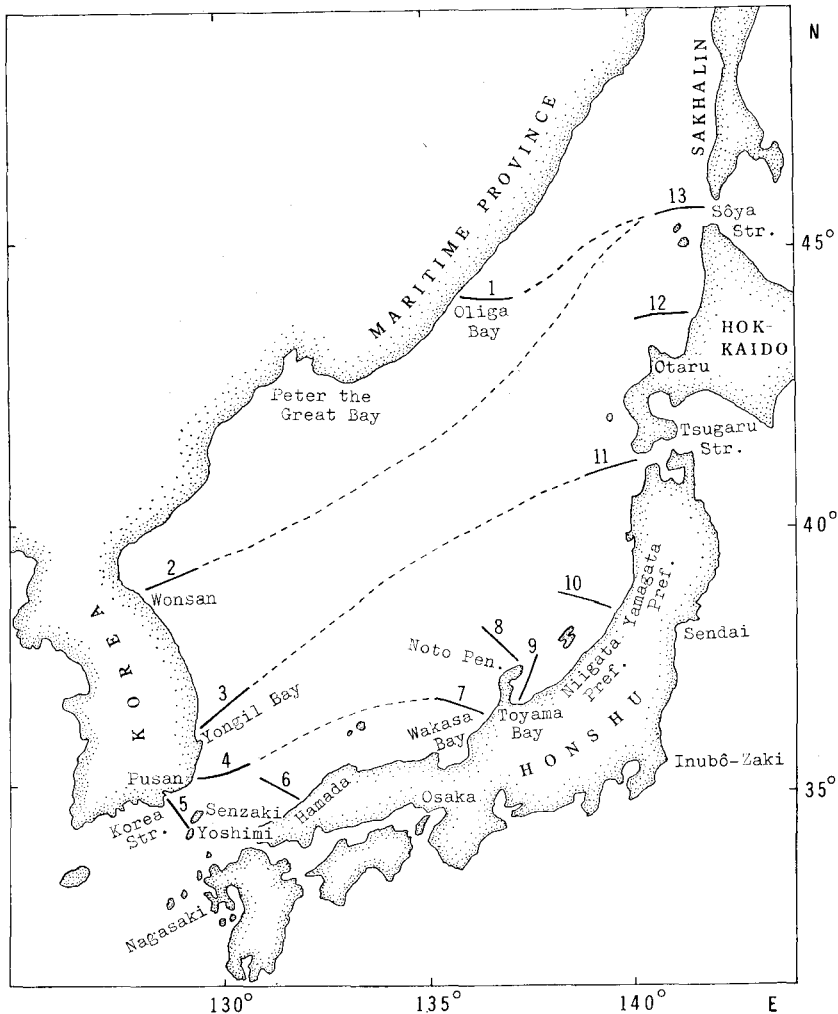 N
SAKHALIN
MARITIME PROVINCE
13
Sôya
Str.
45°
1
Oliga
Bay
12
HOK-
KAIDO
Otaru
Peter the
Great Bay
Tsugaru
Str.
11
40°
2
Wonsan
10
Yamagata
Pref.
Sendai
8
9
Noto Pen.
Niigata
Pref.
KOREA
3
Yongil Bay
7
Wakasa
Bay
Toyama
Bay
HONSHU
4
Pusan
6
Hamada
Inubô-Zaki
35°
5
Korea
Str.
Senzaki
Yoshimi
Osaka
Nagasaki
130°
135°
140°
E